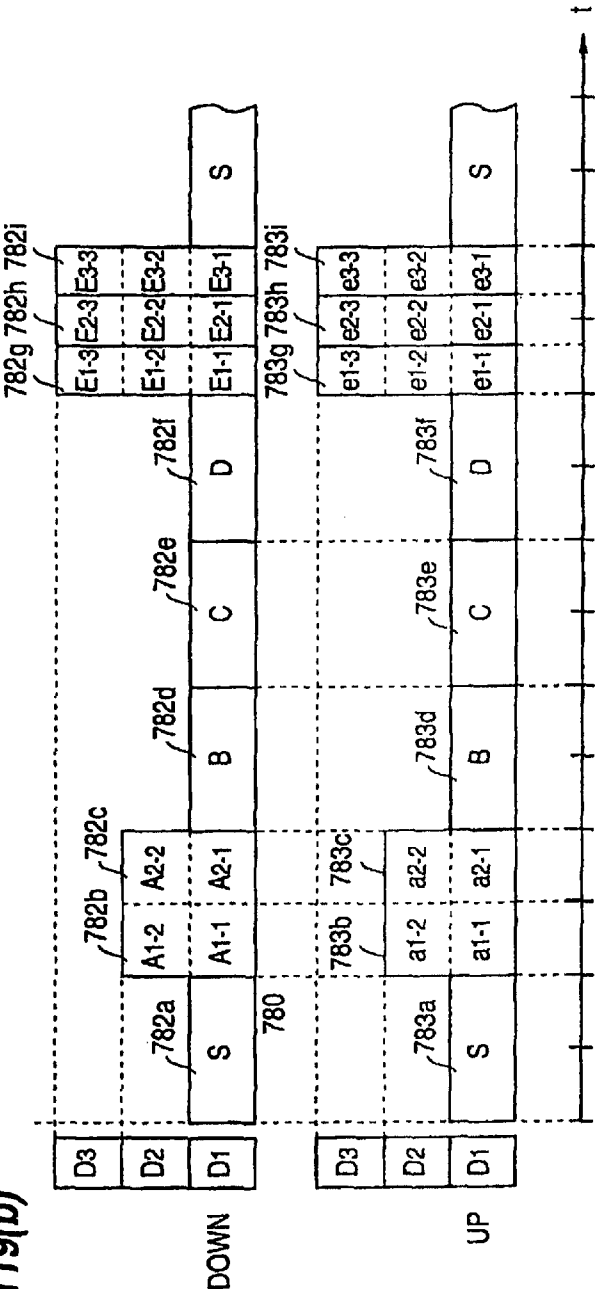 119(b)
782g 782h 782i
D3 E1-3 E2-3 E3-3
782b 782c
D2 A1-2 A2-2 E1-2 E2-2 E3-2
782a 782d 782e 782f
DOWN D1 S A1-1 A2-1 B C D E1-1 E2-1 E3-1 S
780
783g 783h 783i
D3 e1-3 e2-3 e3-3
783b 783c
D2 a1-2 a2-2 e1-2 e2-2 e3-2
783a 783d 783e 783f
UP D1 S a1-1 a2-1 B C D e1-1 e2-1 e3-1 S
t